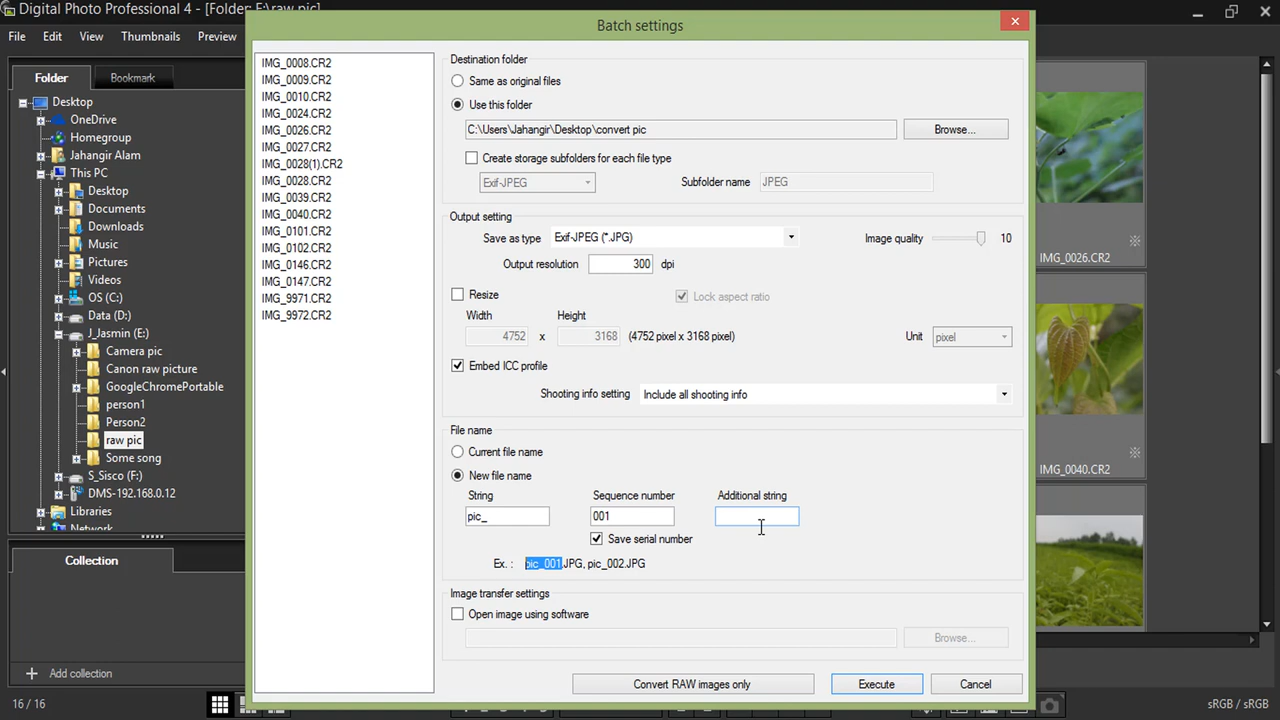 Digital Photo Professional 4 - [Folder: E:\raw pic]
File Edit View Thumbnails Preview
Folder
Bookmark
Desktop
OneDrive
Homegroup
Jahangir Alam
This PC
Desktop
Documents
Downloads
Music
Pictures
Videos
OS (C:)
Data (D:)
J_Jasmin (E:)
Camera pic
Canon raw picture
GoogleChromePortable
person1
Person2
raw pic
Some song
S_Sisco (F:)
DMS-192.168.0.12
Libraries
Network
Collection
Add collection
16 / 16
Batch settings
IMG_0008.CR2
IMG_0009.CR2
IMG_0010.CR2
IMG_0024.CR2
IMG_0026.CR2
IMG_0027.CR2
IMG_0028(1).CR2
IMG_0028.CR2
IMG_0039.CR2
IMG_0040.CR2
IMG_0101.CR2
IMG_0102.CR2
IMG_0146.CR2
IMG_0147.CR2
IMG_9971.CR2
IMG_9972.CR2
Destination folder
Same as original files
Use this folder
C:\Users\Jahangir\Desktop\convert pic Browse...
Create storage subfolders for each file type
Exif-JPEG Subfolder name JPEG
Output setting
Save as type Exif-JPEG (*.JPG) Image quality 10
Output resolution 300 dpi
Resize Lock aspect ratio
Width Height
4752 x 3168 (4752 pixel x 3168 pixel) Unit pixel
Embed ICC profile
Shooting info setting Include all shooting info
File name
Current file name
New file name
String Sequence number Additional string
pic_ 001
Save serial number
Ex. : pic_001.JPG, pic_002.JPG
Image transfer settings
Open image using software
Browse...
Convert RAW images only Execute Cancel
IMG_0026.CR2
IMG_0040.CR2
sRGB / sRGB